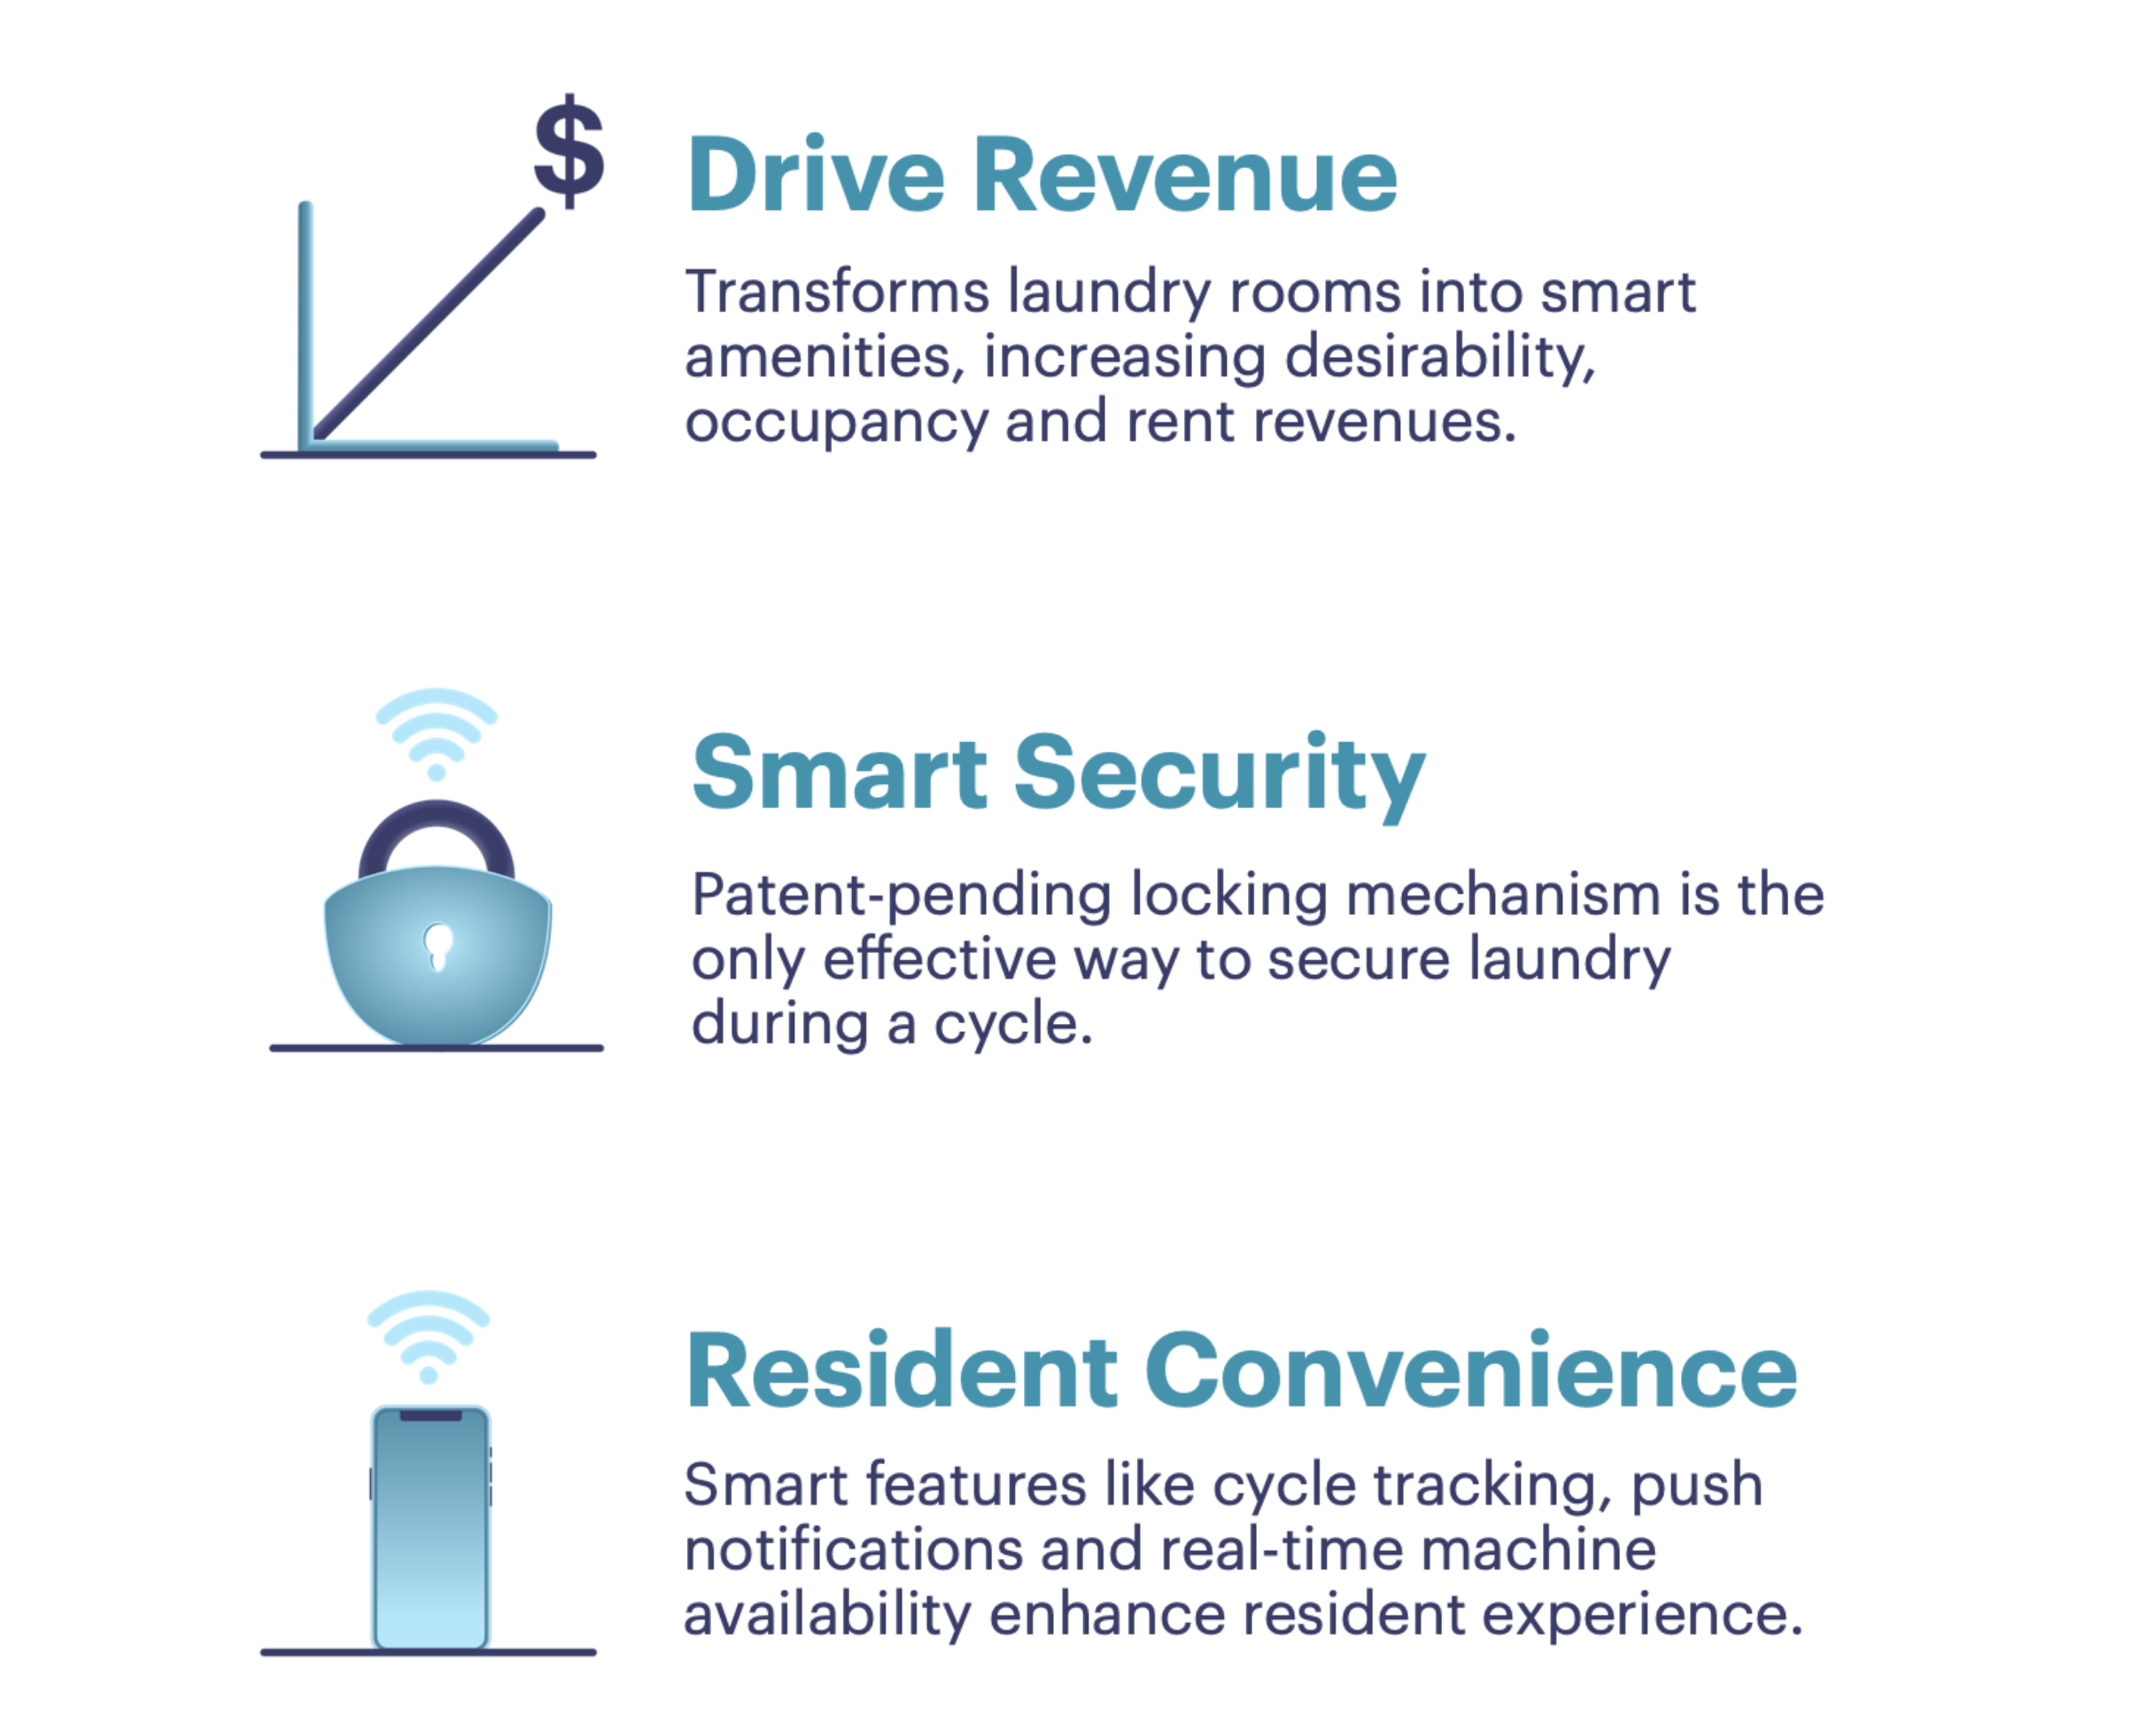 $
Drive Revenue
Transforms laundry rooms into smart
amenities, increasing desirability,
occupancy and rent revenues.
Smart Security
Patent-pending locking mechanism is the
only effective way to secure laundry
during a cycle.
Resident Convenience
Smart features like cycle tracking, push
notifications and real-time machine
availability enhance resident experience.